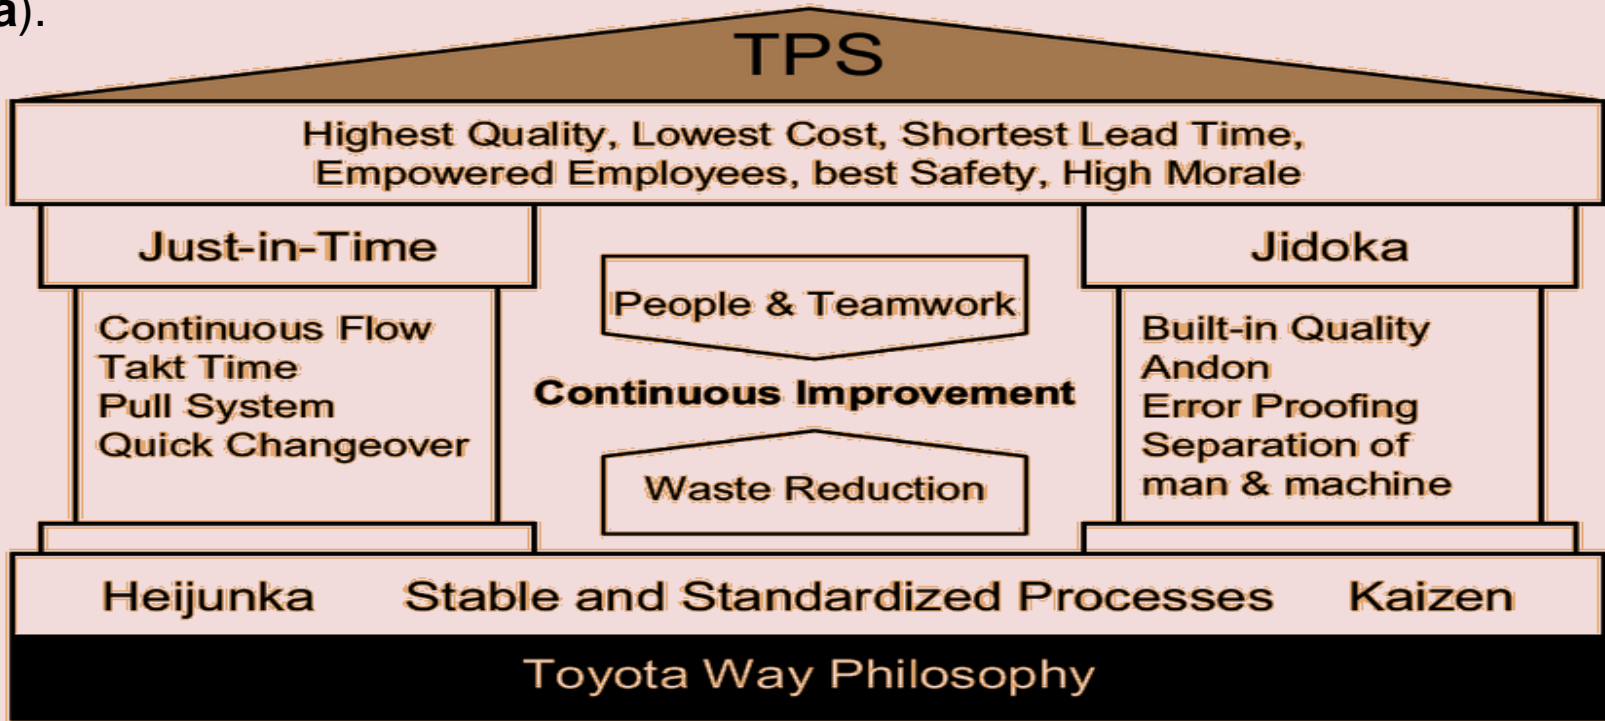 a).
TPS
Highest Quality, Lowest Cost, Shortest Lead Time,
Empowered Employees, best Safety, High Morale
Just-in-Time
Continuous Flow
Takt Time
Pull System
Quick Changeover
People & Teamwork
Continuous Improvement
Waste Reduction
Jidoka
Built-in Quality
Andon
Error Proofing
Separation of
man & machine
Heijunka Stable and Standardized Processes Kaizen
Toyota Way Philosophy